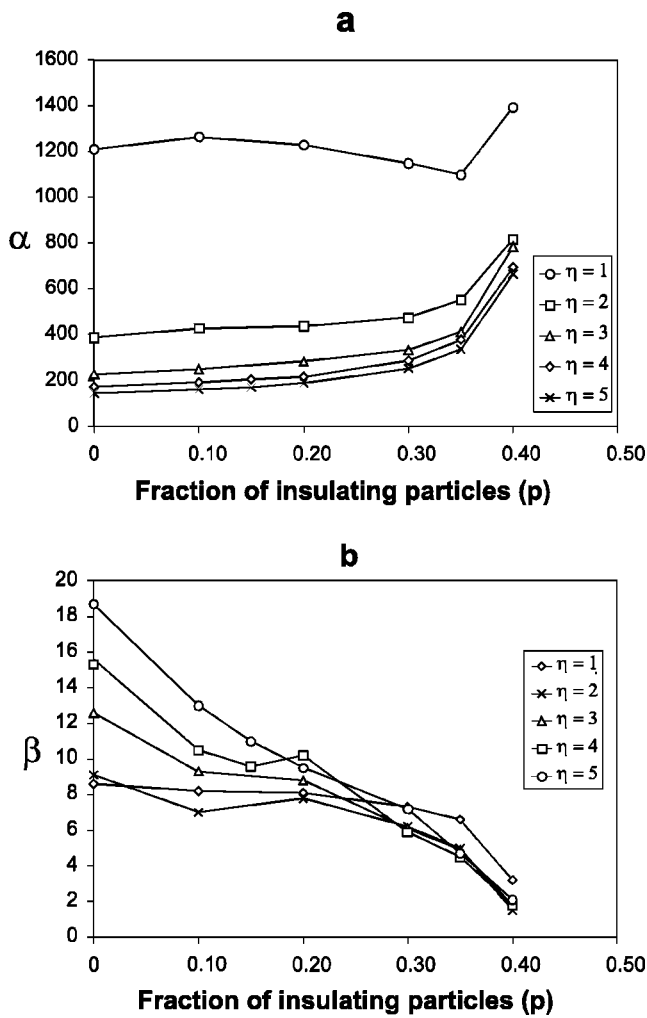 a
1600
1400
1200
1000
800
600
400
200
0
α
η = 1
η = 2
η = 3
η = 4
η = 5
0 0.10 0.20 0.30 0.40 0.50
Fraction of insulating particles (p)
b
20
18
16
14
12
10
8
6
4
2
0
β
η = 1
η = 2
η = 3
η = 4
η = 5
0 0.10 0.20 0.30 0.40 0.50
Fraction of insulating particles (p)